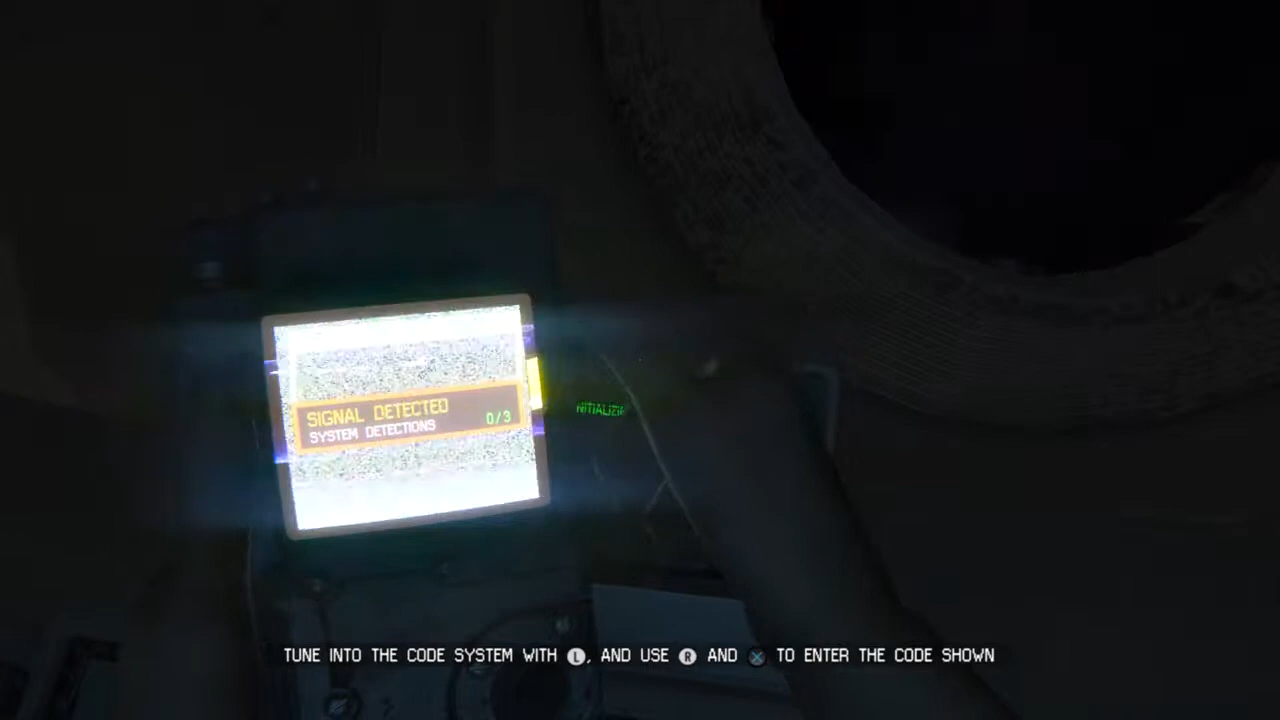 SIGNAL DETECTED
SYSTEM DETECTIONS 0/3
NITIALIZIN
TUNE INTO THE CODE SYSTEM WITH L, AND USE R AND X TO ENTER THE CODE SHOWN